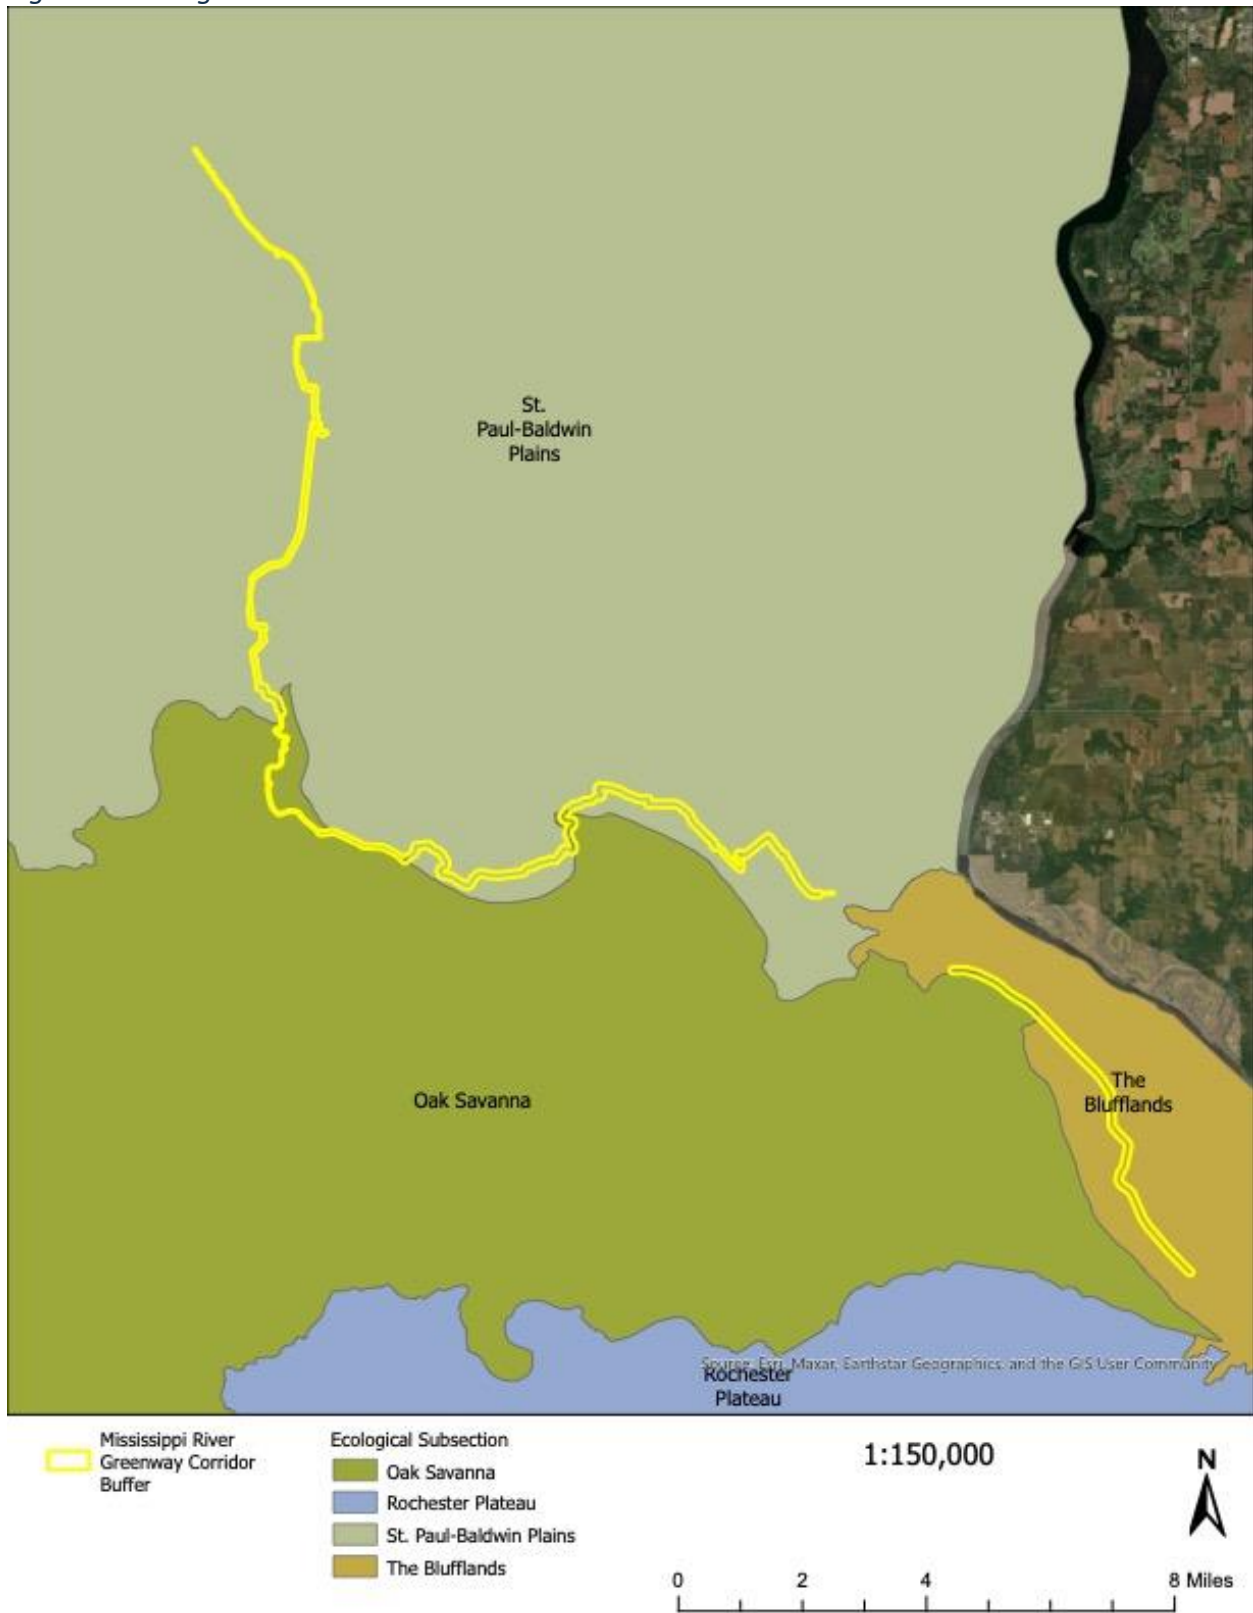 St.
Paul-Baldwin
Plains
Oak Savanna
The
Blufflands
Source: Esri, Maxar, Earthstar Geographics, and the GIS User Community
Rochester
Plateau
Mississippi River
Greenway Corridor
Buffer
Ecological Subsection
Oak Savanna
Rochester Plateau
St. Paul-Baldwin Plains
The Blufflands
1:150,000
N
0 2 4 8 Miles